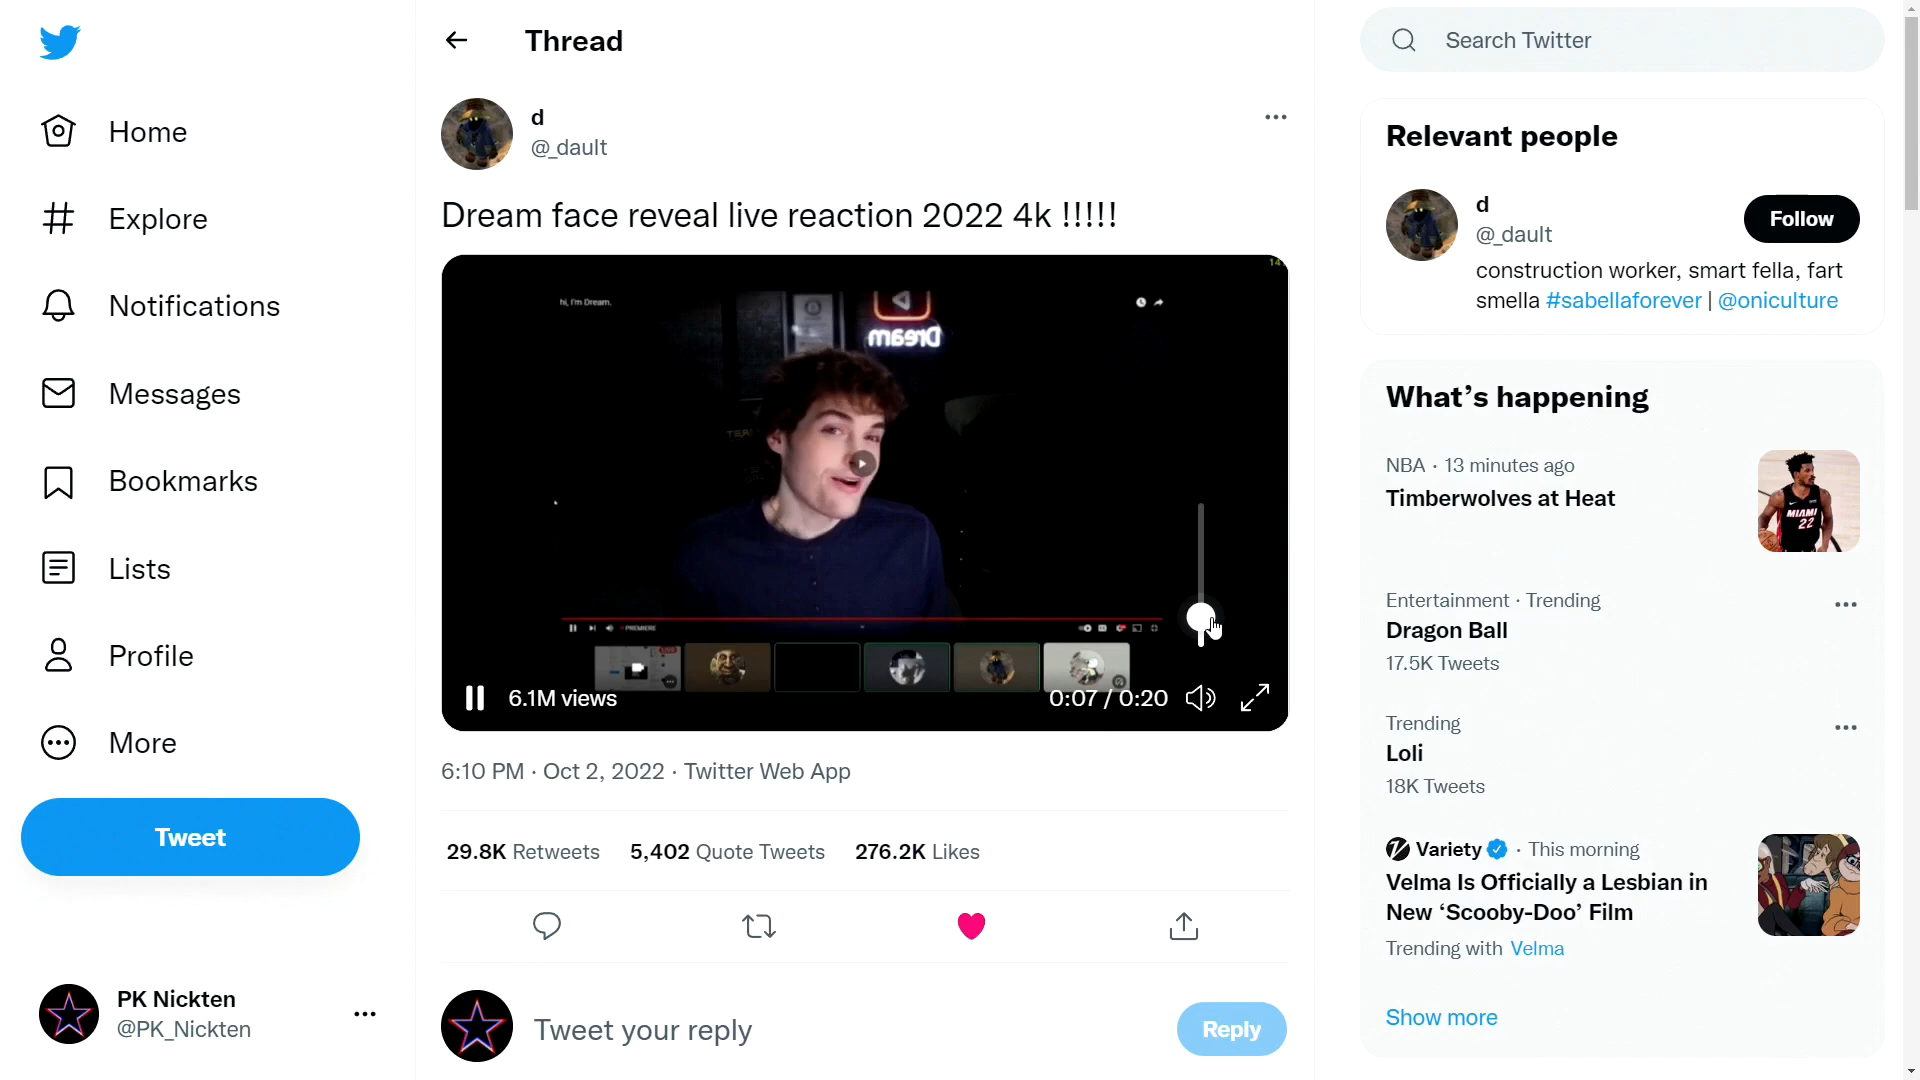 Home
Explore
Notifications
Messages
Bookmarks
Lists
Profile
More
Tweet
PK Nickten
@PK_Nickten
Thread
d
@_dault
Dream face reveal live reaction 2022 4k !!!!!
hi, I'm Dream.
Dream
PREMIERE
LIVE
6.1M views
0:07 / 0:20
6:10 PM · Oct 2, 2022 · Twitter Web App
29.8K Retweets 5,402 Quote Tweets 276.2K Likes
Tweet your reply
Reply
Search Twitter
Relevant people
d
@_dault
Follow
construction worker, smart fella, fart
smella #sabellaforever | @oniculture
What's happening
NBA · 13 minutes ago
Timberwolves at Heat
MIAMI
22
Entertainment · Trending
Dragon Ball
17.5K Tweets
Trending
Loli
18K Tweets
Variety · This morning
Velma Is Officially a Lesbian in
New ‘Scooby-Doo’ Film
Trending with Velma
Show more